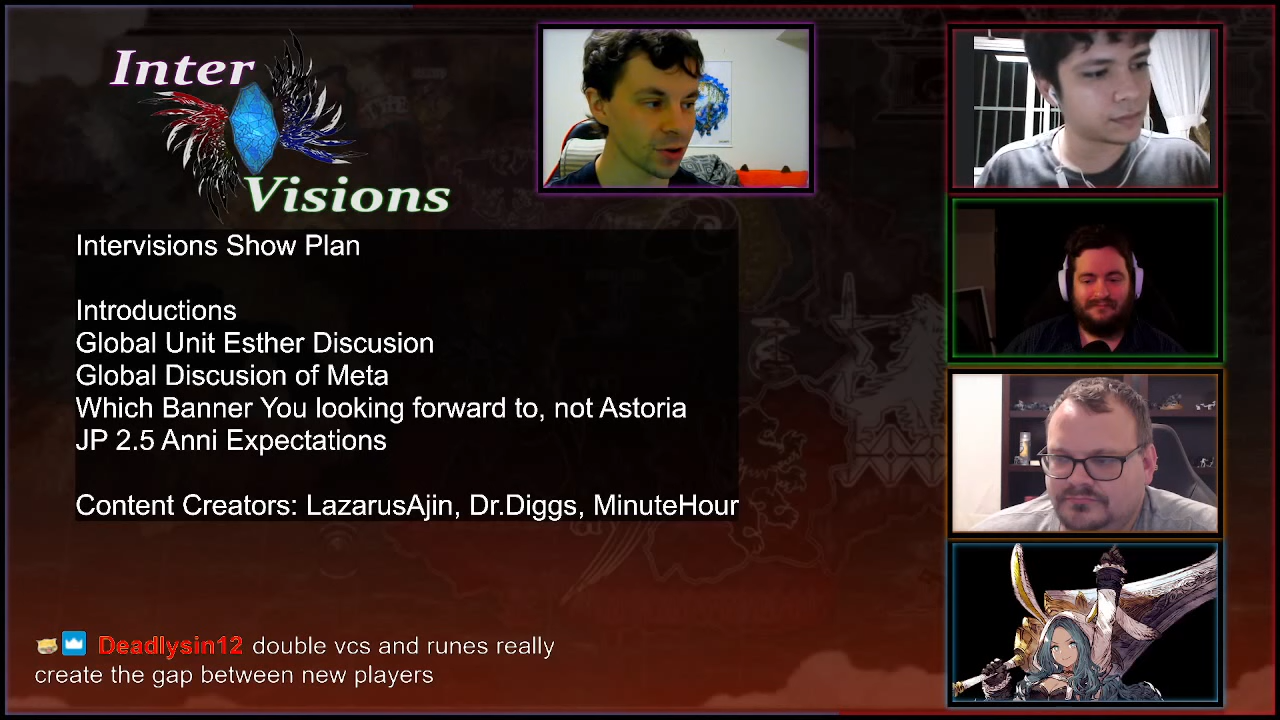 Inter
Visions
Intervisions Show Plan
Introductions
Global Unit Esther Discusion
Global Discusion of Meta
Which Banner You looking forward to, not Astoria
JP 2.5 Anni Expectations
Content Creators: LazarusAjin, Dr.Diggs, MinuteHour
Deadlysin12 double vcs and runes really
create the gap between new players